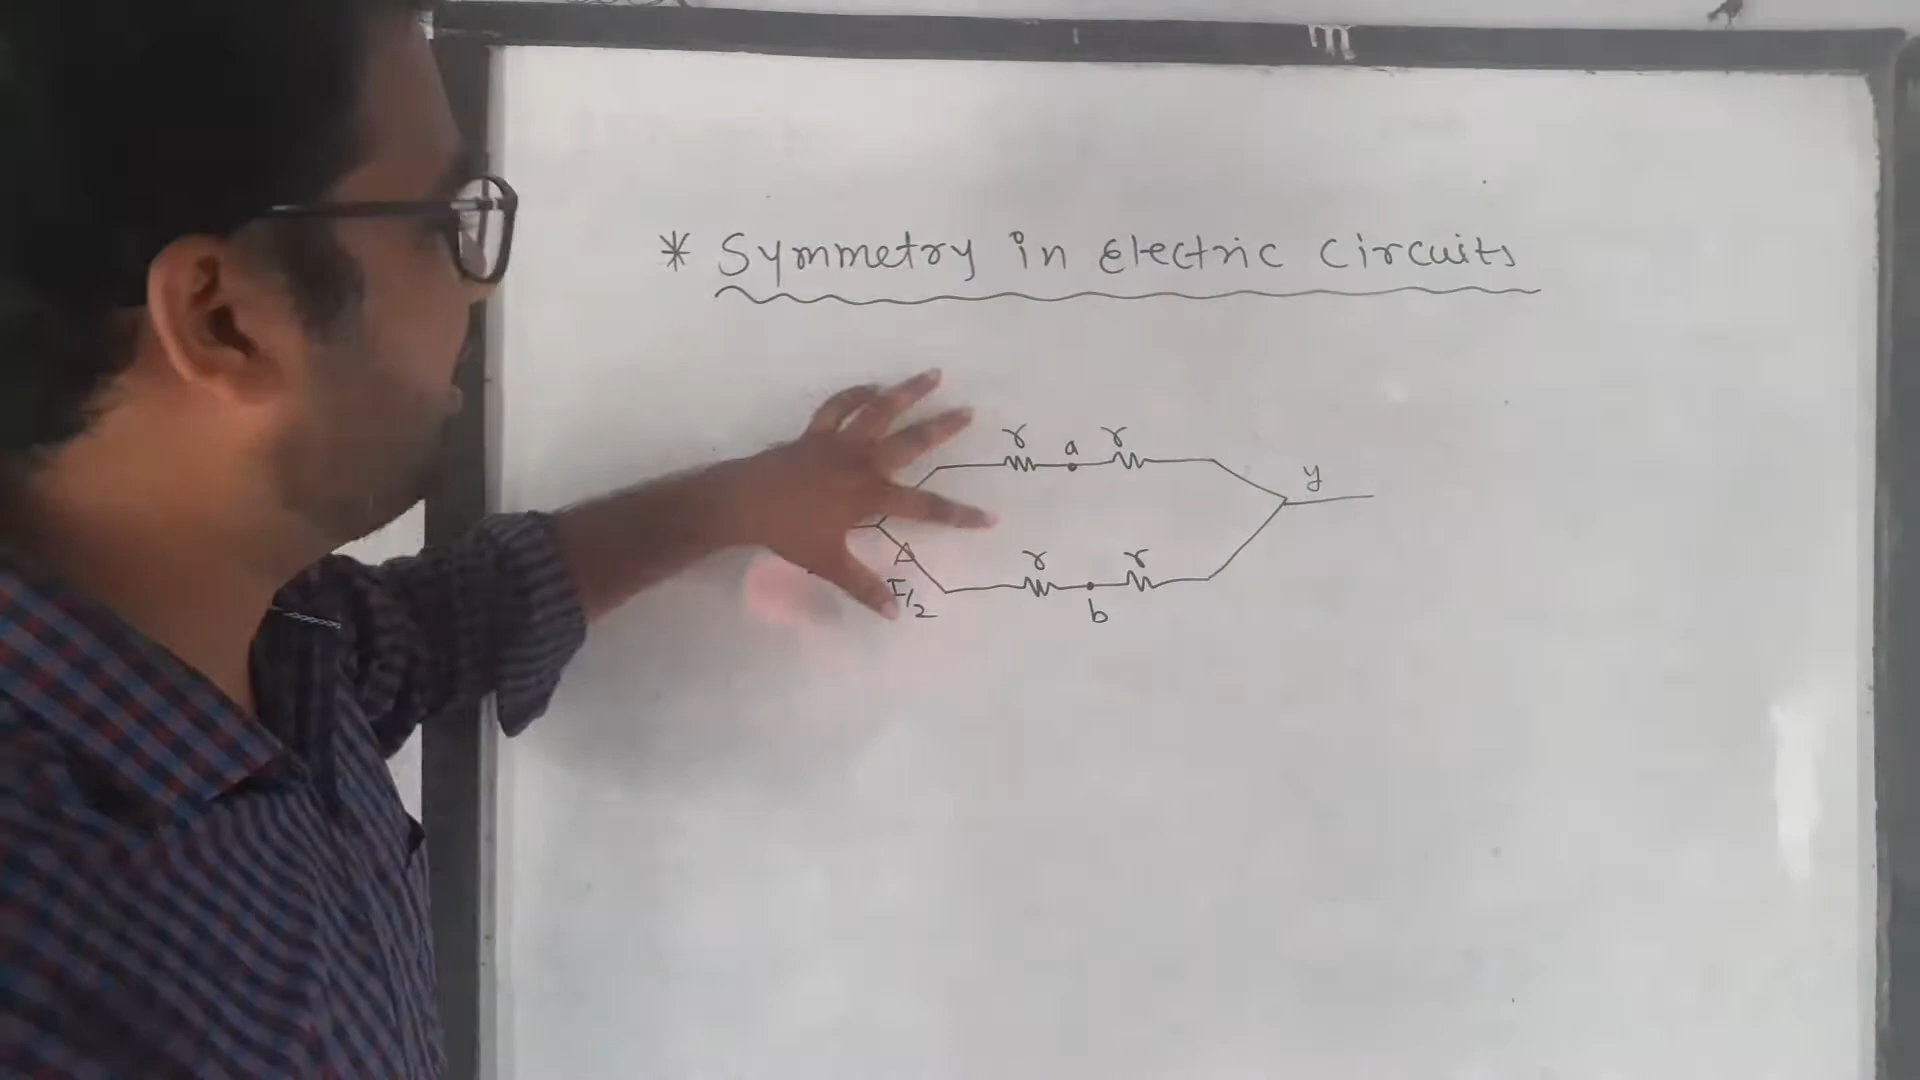 m
* Symmetry in Electric Circuits
r a r
y
r r
I/2
b